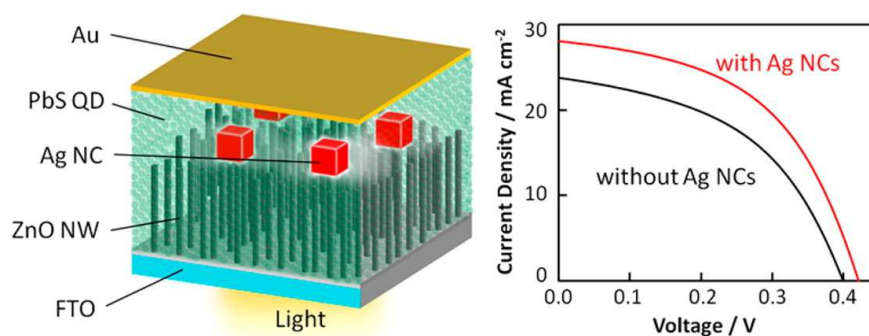 Au
PbS QD
Ag NC
ZnO NW
FTO
Light
Current Density / mA cm-2
30
20
10
0
with Ag NCs
without Ag NCs
0.0
0.1
0.2
0.3
0.4
Voltage / V